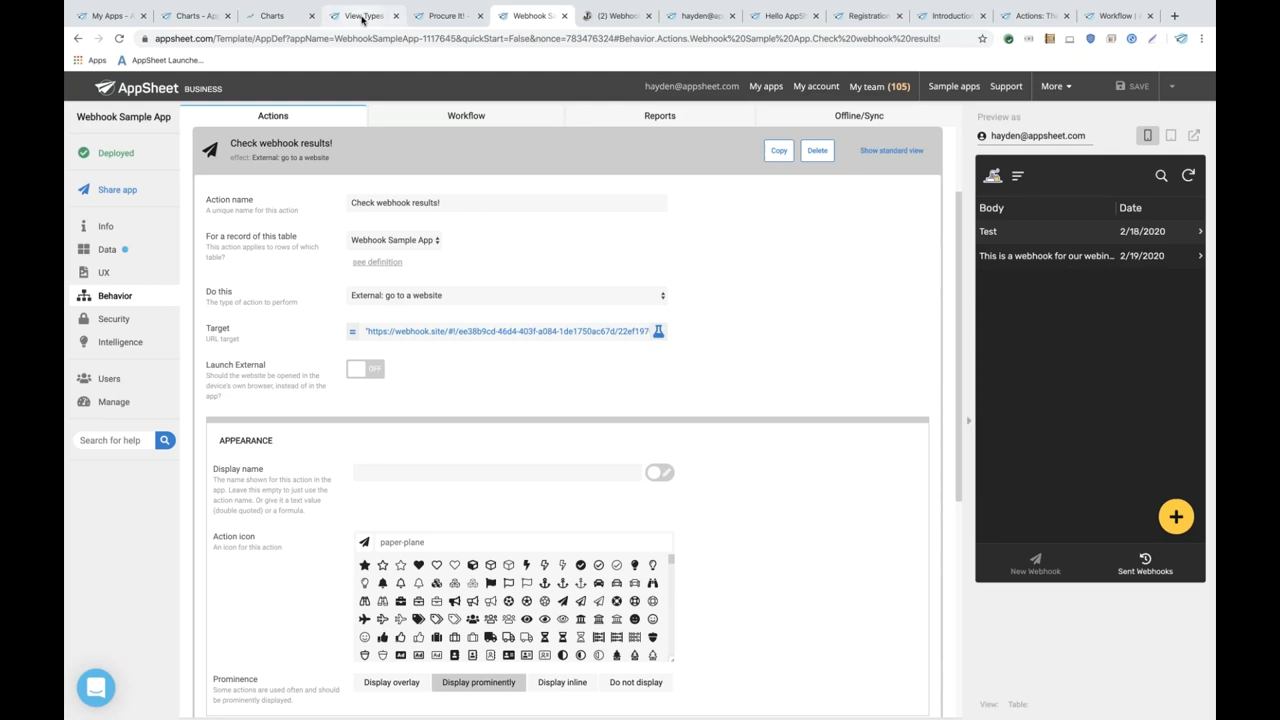 My Apps - A
Charts - Ap
Charts
View Types
Procure It! -
Webhook S
(2) Webho
hayden@ap
Hello AppS
Registration
Introduction
Actions: The
Workflow |
appsheet.com/Template/AppDef?appName=WebhookSampleApp-1117645&quickStart=False&nonce=783476324#Behavior.Actions.Webhook%20Sample%20App.Check%20webhook%20results!
Apps
AppSheet Launche...
AppSheet BUSINESS
hayden@appsheet.com
My apps
My account
My team (105)
Sample apps
Support
More
SAVE
Webhook Sample App
Deployed
Share app
Info
Data
UX
Behavior
Security
Intelligence
Users
Manage
Search for help
Actions
Workflow
Reports
Offline/Sync
Check webhook results!
effect: External: go to a website
Copy
Delete
Show standard view
Action name
A unique name for this action
Check webhook results!
For a record of this table
This action applies to rows of which
table?
Webhook Sample App
see definition
Do this
The type of action to perform
External: go to a website
Target
URL target
=
"https://webhook.site/#!/ee38b9cd-46d4-403f-a084-1de1750ac67d/22ef197
Launch External
Should the website be opened in the
device's own browser, instead of in the
app?
OFF
APPEARANCE
Display name
The name shown for this action in the
app. Leave this empty to just use the
action name. Or give it a text value
(double quoted) or a formula.
Action icon
An icon for this action
paper-plane
Prominence
Some actions are used often and should
be prominently displayed.
Display overlay
Display prominently
Display inline
Do not display
Preview as
hayden@appsheet.com
Body
Date
Test
2/18/2020
This is a webhook for our webin...
2/19/2020
New Webhook
Sent Webhooks
View:
Table: